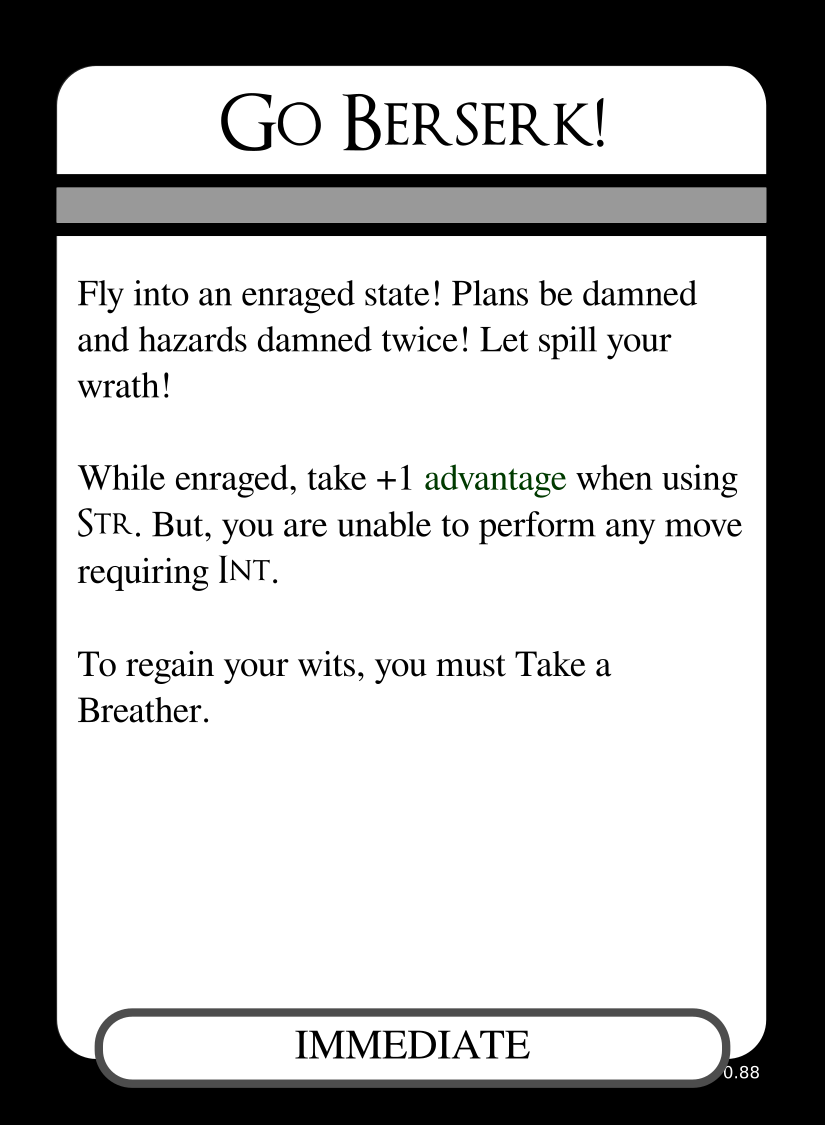 Go Berserk!
Fly into an enraged state! Plans be damned
and hazards damned twice! Let spill your
wrath!
While enraged, take +1 advantage when using
Str. But, you are unable to perform any move
requiring Int.
To regain your wits, you must Take a
Breather.
IMMEDIATE
0.88